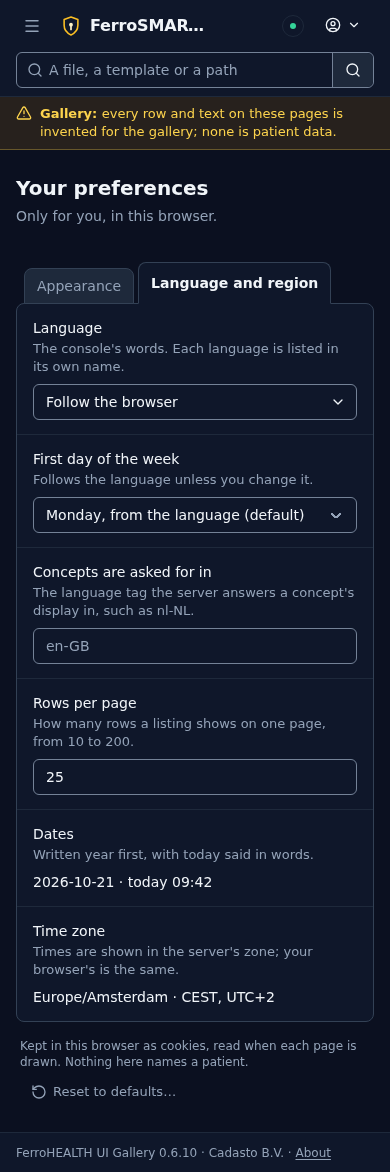 FerroSMAR…
A file, a template or a path
Gallery: every row and text on these pages is
invented for the gallery; none is patient data.
Your preferences
Only for you, in this browser.
Appearance
Language and region
Language
The console's words. Each language is listed in
its own name.
Follow the browser
First day of the week
Follows the language unless you change it.
Monday, from the language (default)
Concepts are asked for in
The language tag the server answers a concept's
display in, such as nl-NL.
en-GB
Rows per page
How many rows a listing shows on one page,
from 10 to 200.
25
Dates
Written year first, with today said in words.
2026-10-21 · today 09:42
Time zone
Times are shown in the server's zone; your
browser's is the same.
Europe/Amsterdam · CEST, UTC+2
Kept in this browser as cookies, read when each page is
drawn. Nothing here names a patient.
Reset to defaults…
FerroHEALTH UI Gallery 0.6.10 · Cadasto B.V. · About